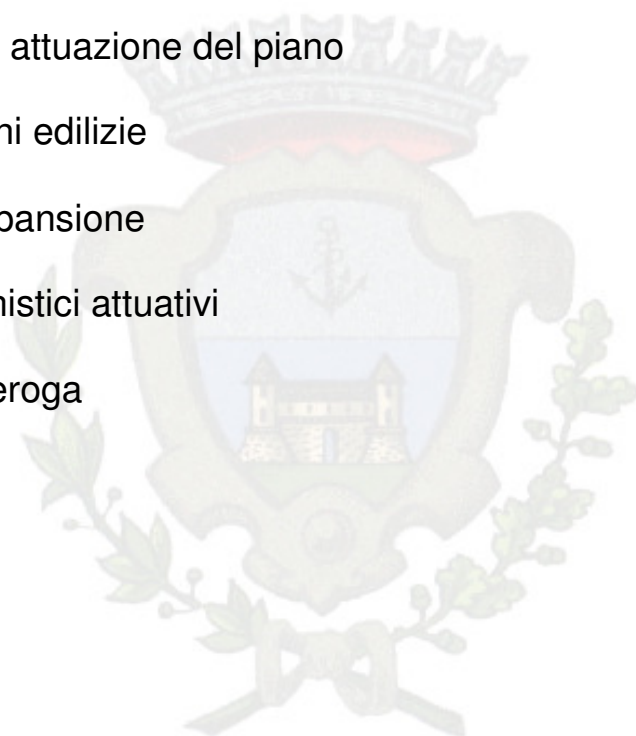 attuazione del piano
ni edilizie
pansione
nistici attuativi
eroga